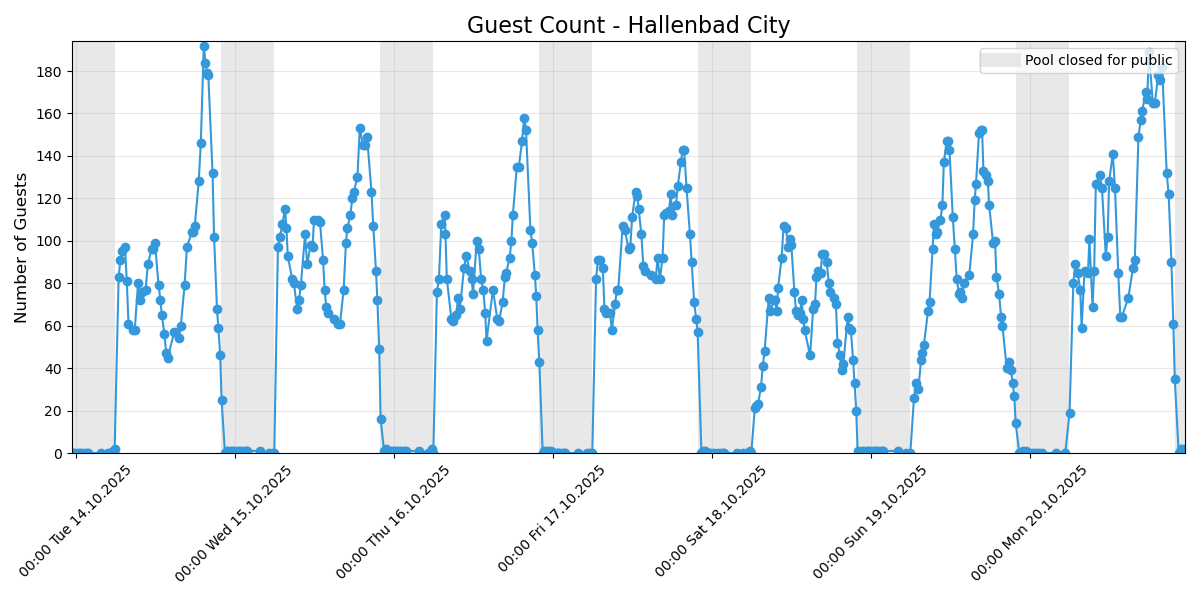 Guest Count - Hallenbad City
Pool closed for public
Number of Guests
180
160
140
120
100
80
60
40
20
0
00:00 Tue 14.10.2025
00:00 Wed 15.10.2025
00:00 Thu 16.10.2025
00:00 Fri 17.10.2025
00:00 Sat 18.10.2025
00:00 Sun 19.10.2025
00:00 Mon 20.10.2025